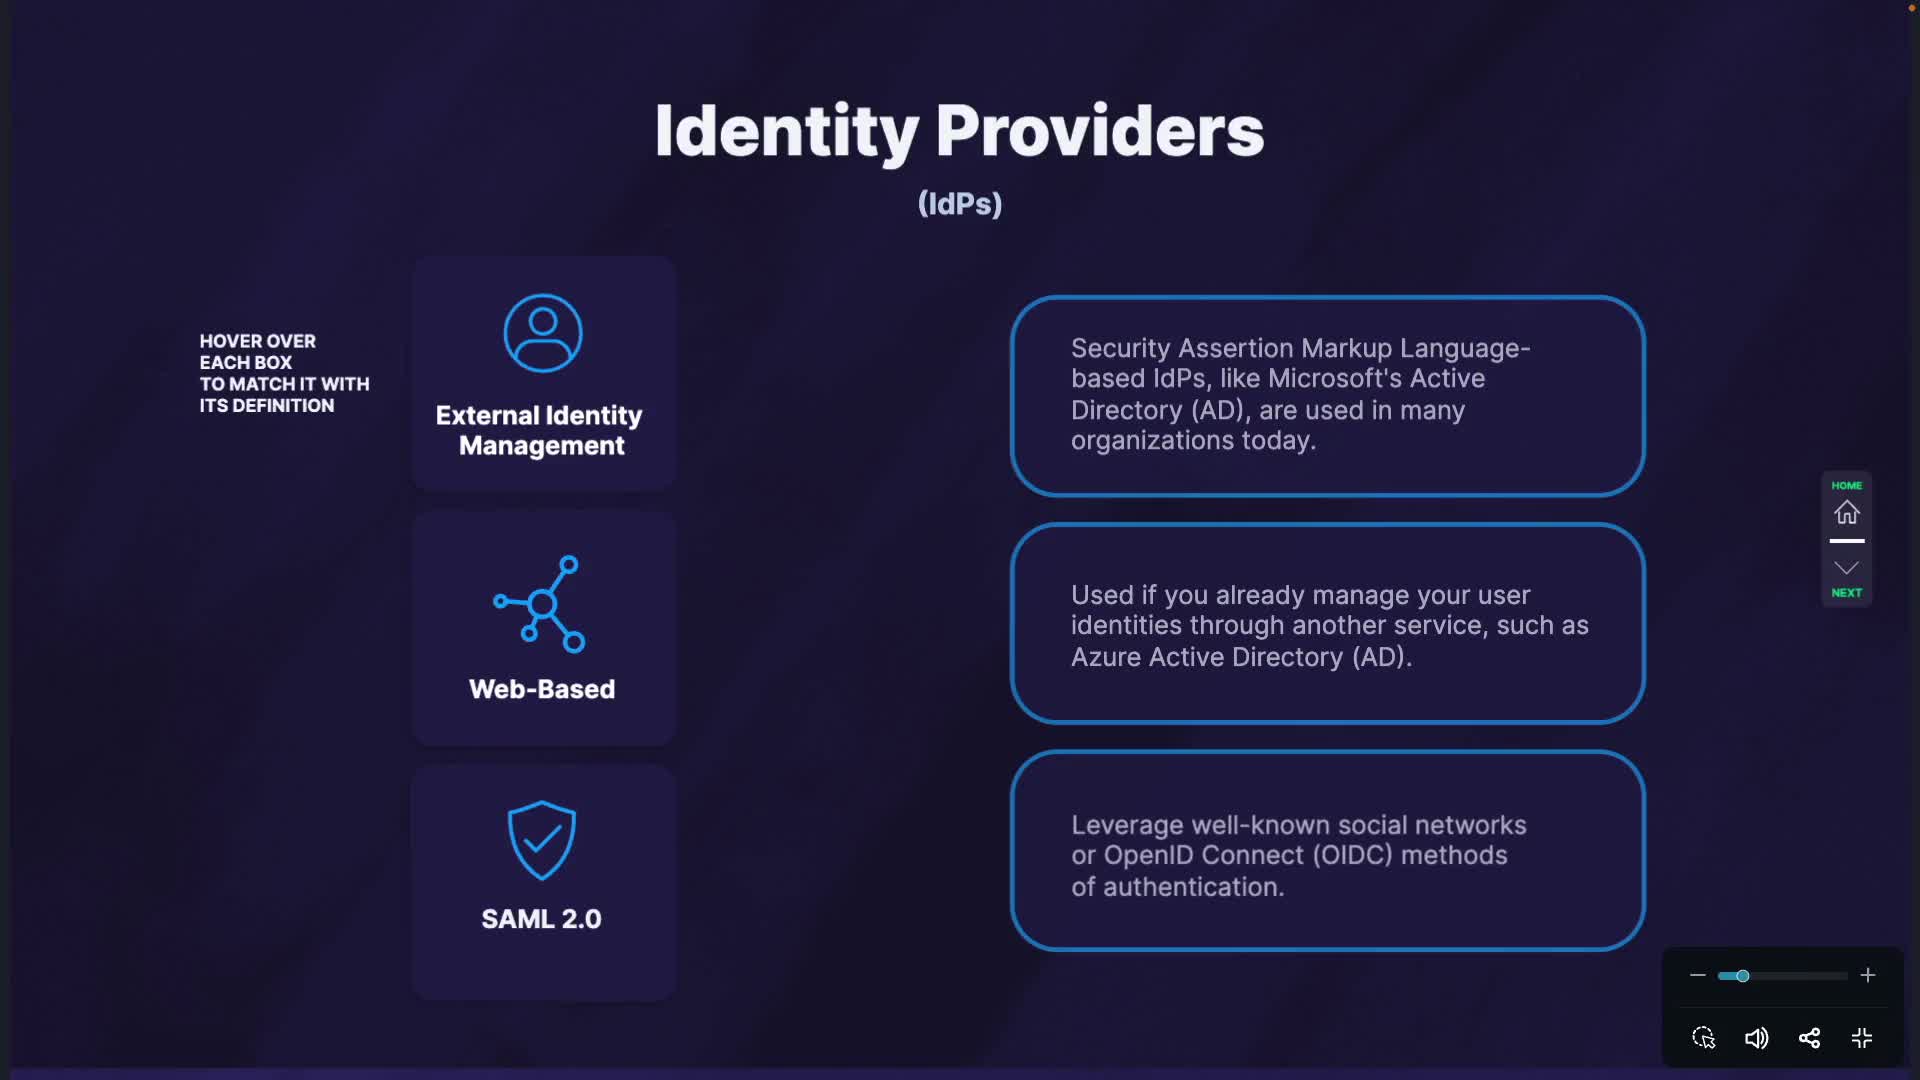 Identity Providers
(IdPs)
HOVER OVER
EACH BOX
TO MATCH IT WITH
ITS DEFINITION
External Identity
Management
Web-Based
SAML 2.0
Security Assertion Markup Language-
based IdPs, like Microsoft's Active
Directory (AD), are used in many
organizations today.
Used if you already manage your user
identities through another service, such as
Azure Active Directory (AD).
Leverage well-known social networks
or OpenID Connect (OIDC) methods
of authentication.
HOME
NEXT